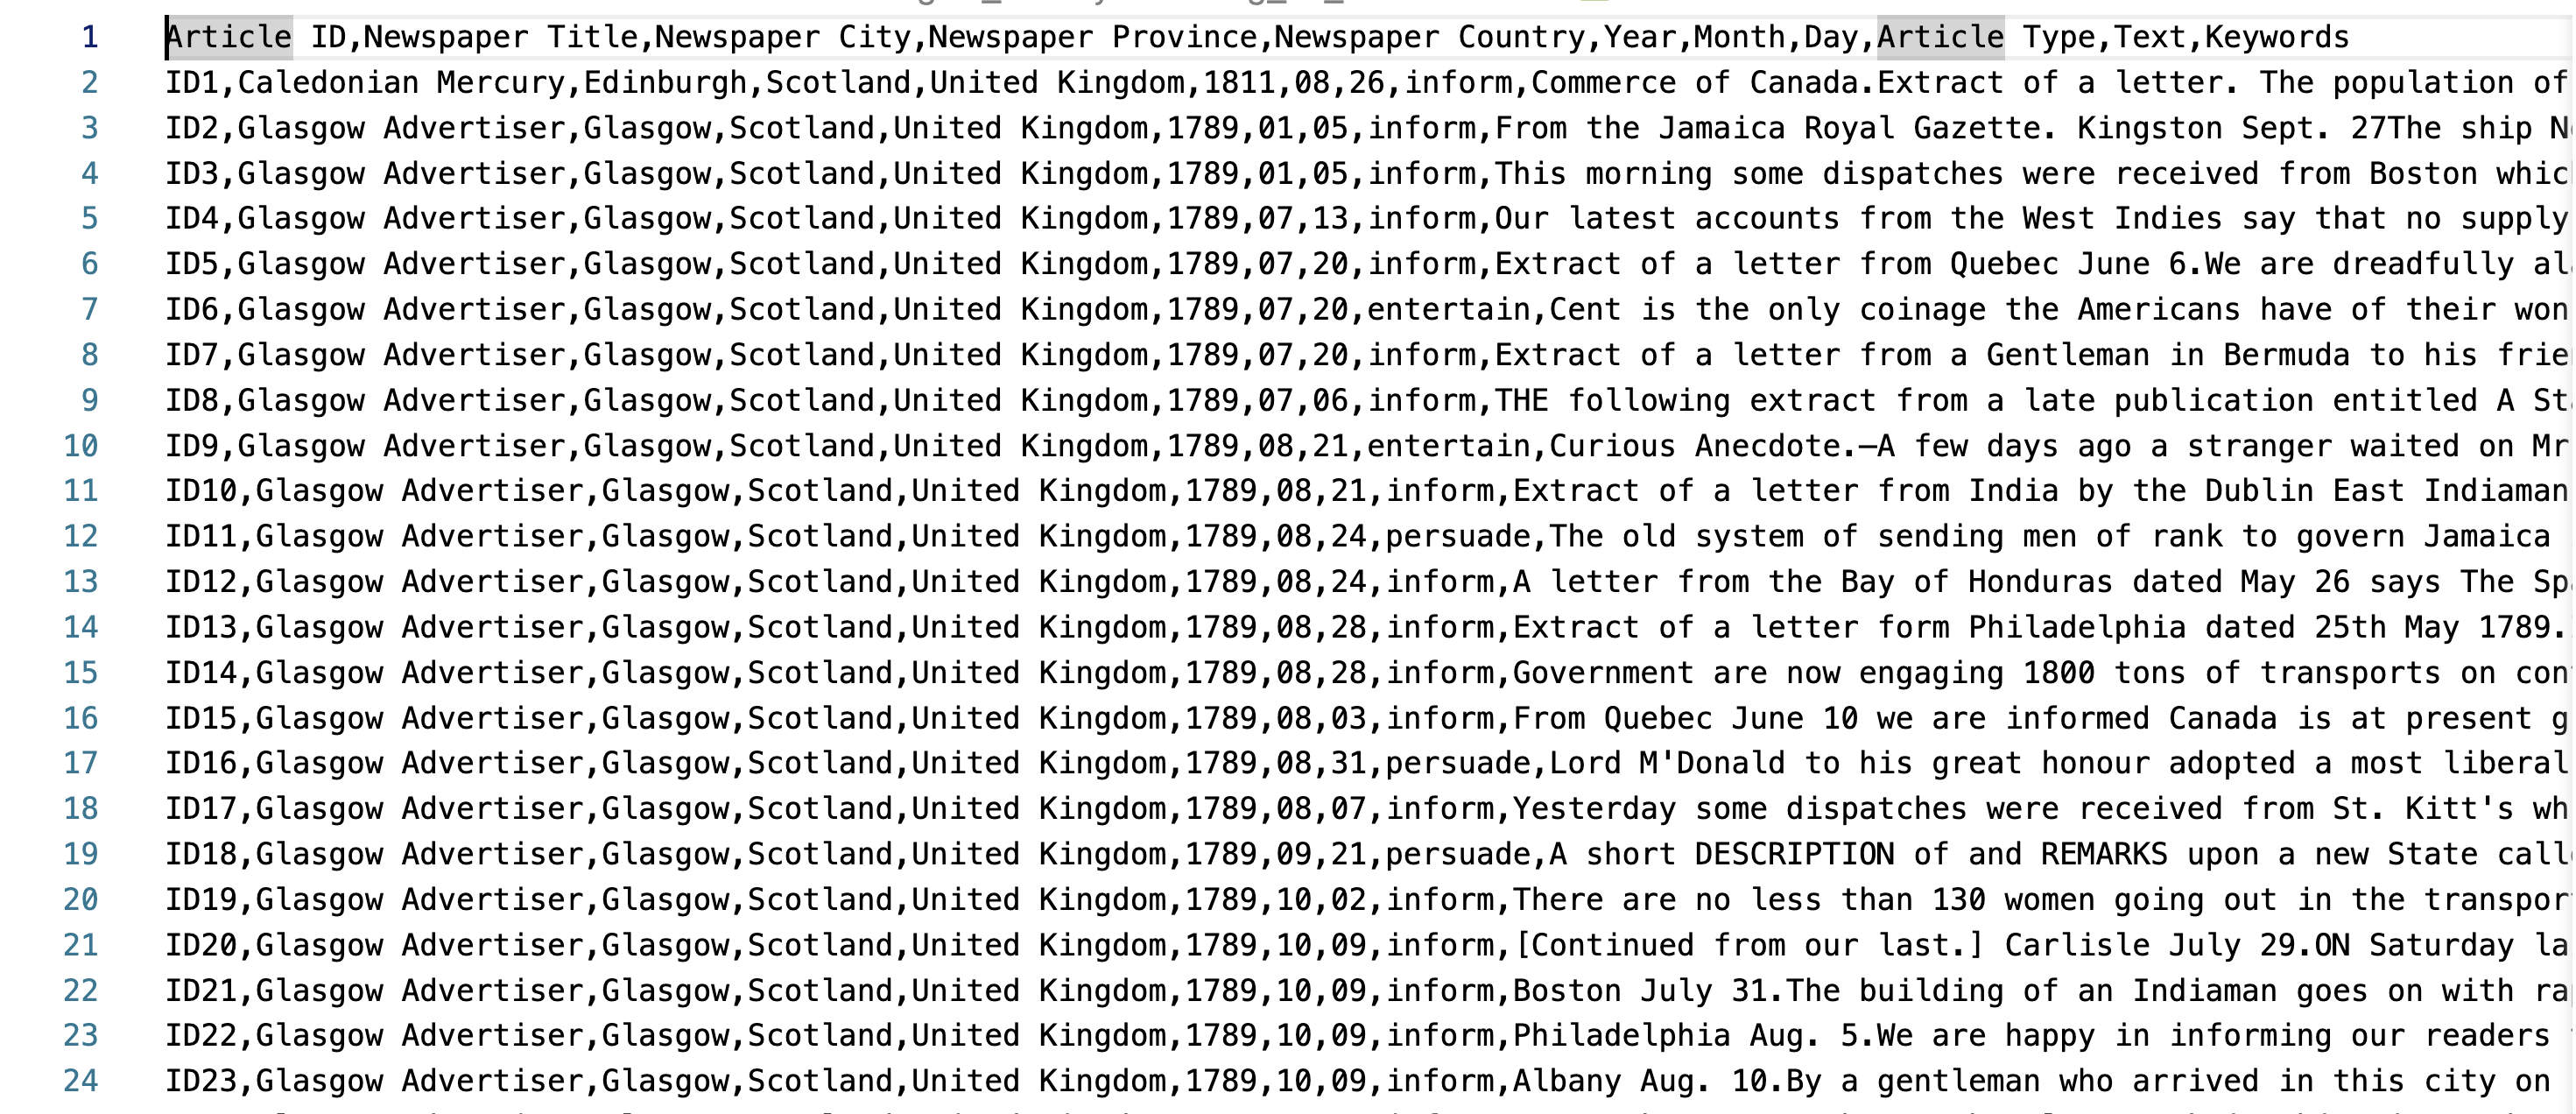 1 Article ID,Newspaper Title,Newspaper City,Newspaper Province,Newspaper Country,Year,Month,Day,Article Type,Text,Keywords
2 ID1,Caledonian Mercury,Edinburgh,Scotland,United Kingdom,1811,08,26,inform,Commerce of Canada.Extract of a letter. The population of
3 ID2,Glasgow Advertiser,Glasgow,Scotland,United Kingdom,1789,01,05,inform,From the Jamaica Royal Gazette. Kingston Sept. 27The ship
4 ID3,Glasgow Advertiser,Glasgow,Scotland,United Kingdom,1789,01,05,inform,This morning some dispatches were received from Boston
5 ID4,Glasgow Advertiser,Glasgow,Scotland,United Kingdom,1789,07,13,inform,Our latest accounts from the West Indies say that no supply
6 ID5,Glasgow Advertiser,Glasgow,Scotland,United Kingdom,1789,07,20,inform,Extract of a letter from Quebec June 6.We are dreadfully
7 ID6,Glasgow Advertiser,Glasgow,Scotland,United Kingdom,1789,07,20,entertain,Cent is the only coinage the Americans have of their won
8 ID7,Glasgow Advertiser,Glasgow,Scotland,United Kingdom,1789,07,20,inform,Extract of a letter from a Gentleman in Bermuda to his
9 ID8,Glasgow Advertiser,Glasgow,Scotland,United Kingdom,1789,07,06,inform,THE following extract from a late publication entitled A
10 ID9,Glasgow Advertiser,Glasgow,Scotland,United Kingdom,1789,08,21,entertain,Curious Anecdote.—A few days ago a stranger waited on Mr
11 ID10,Glasgow Advertiser,Glasgow,Scotland,United Kingdom,1789,08,21,inform,Extract of a letter from India by the Dublin East Indiaman
12 ID11,Glasgow Advertiser,Glasgow,Scotland,United Kingdom,1789,08,24,persuade,The old system of sending men of rank to govern Jamaica
13 ID12,Glasgow Advertiser,Glasgow,Scotland,United Kingdom,1789,08,24,inform,A letter from the Bay of Honduras dated May 26 says The
14 ID13,Glasgow Advertiser,Glasgow,Scotland,United Kingdom,1789,08,28,inform,Extract of a letter form Philadelphia dated 25th May 1789.
15 ID14,Glasgow Advertiser,Glasgow,Scotland,United Kingdom,1789,08,28,inform,Government are now engaging 1800 tons of transports on
16 ID15,Glasgow Advertiser,Glasgow,Scotland,United Kingdom,1789,08,03,inform,From Quebec June 10 we are informed Canada is at present
17 ID16,Glasgow Advertiser,Glasgow,Scotland,United Kingdom,1789,08,31,persuade,Lord M'Donald to his great honour adopted a most liberal
18 ID17,Glasgow Advertiser,Glasgow,Scotland,United Kingdom,1789,08,07,inform,Yesterday some dispatches were received from St. Kitt's
19 ID18,Glasgow Advertiser,Glasgow,Scotland,United Kingdom,1789,09,21,persuade,A short DESCRIPTION of and REMARKS upon a new State
20 ID19,Glasgow Advertiser,Glasgow,Scotland,United Kingdom,1789,10,02,inform,There are no less than 130 women going out in the
21 ID20,Glasgow Advertiser,Glasgow,Scotland,United Kingdom,1789,10,09,inform,[Continued from our last.] Carlisle July 29.ON Saturday la
22 ID21,Glasgow Advertiser,Glasgow,Scotland,United Kingdom,1789,10,09,inform,Boston July 31.The building of an Indiaman goes on with
23 ID22,Glasgow Advertiser,Glasgow,Scotland,United Kingdom,1789,10,09,inform,Philadelphia Aug. 5.We are happy in informing our readers
24 ID23,Glasgow Advertiser,Glasgow,Scotland,United Kingdom,1789,10,09,inform,Albany Aug. 10.By a gentleman who arrived in this city on